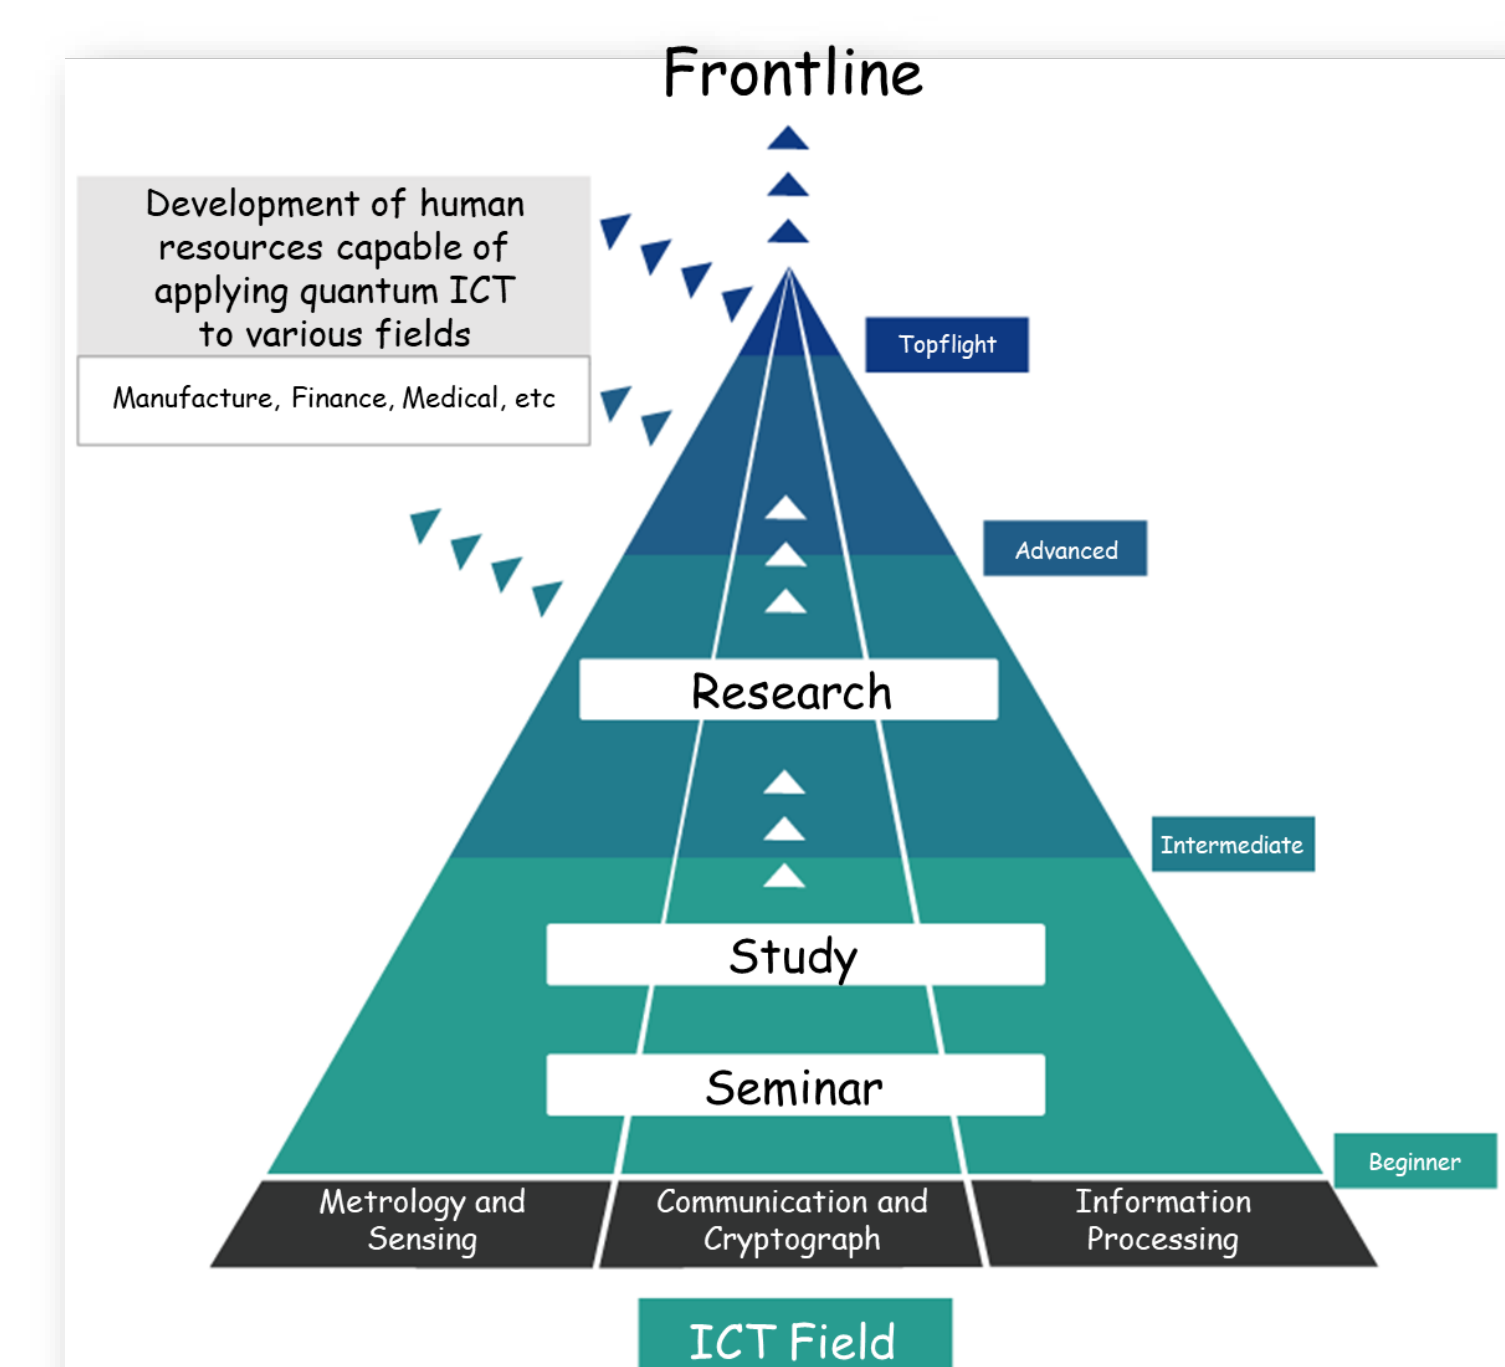 Frontline
Development of human
resources capable of
applying quantum ICT
to various fields
Manufacture, Finance, Medical, etc
Topflight
Advanced
Research
Intermediate
Study
Seminar
Beginner
Metrology and
Sensing
Communication and
Cryptograph
Information
Processing
ICT Field